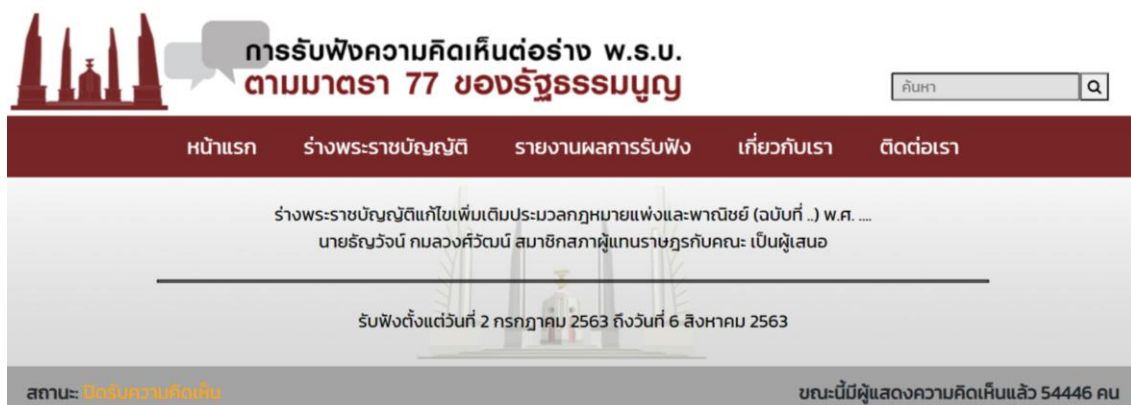 การรับฟังความคิดเห็นต่อร่าง พ.ร.บ.
ตามมาตรา 77 ของรัฐธรรมนูญ
ค้นหา
หน้าแรก ร่างพระราชบัญญัติ รายงานผลการรับฟัง เกี่ยวกับเรา ติดต่อเรา
ร่างพระราชบัญญัติแก้ไขเพิ่มเติมประมวลกฎหมายแพ่งและพาณิชย์ (ฉบับที่ ..) พ.ศ. ....
นายธัญวัจน์ กมลวงศ์วัฒน์ สมาชิกสภาผู้แทนราษฎรกับคณะ เป็นผู้เสนอ
รับฟังตั้งแต่วันที่ 2 กรกฎาคม 2563 ถึงวันที่ 6 สิงหาคม 2563
สถานะ: ปิดรับความคิดเห็น ขณะนี้มีผู้แสดงความคิดเห็นแล้ว 54446 คน